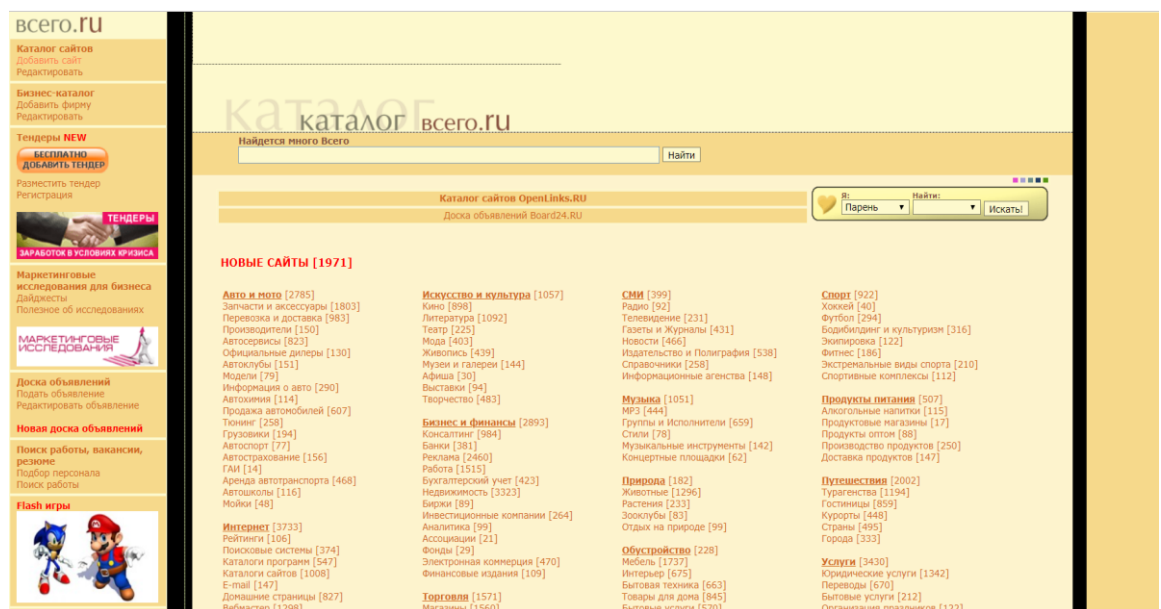 всего.ru
Каталог сайтов
Добавить сайт
Редактировать
Бизнес-каталог
Добавить фирму
Редактировать
Тендеры NEW
БЕСПЛАТНО
ДОБАВИТЬ ТЕНДЕР
Разместить тендер
Регистрация
ТЕНДЕРЫ
ЗАРАБОТОК В УСЛОВИЯХ КРИЗИСА
Маркетинговые
исследования для бизнеса
Дайджесты
Полезное об исследованиях
МАРКЕТИНГОВЫЕ
ИССЛЕДОВАНИЯ
Доска объявлений
Подать объявление
Редактировать объявление
Новая доска объявлений
Поиск работы, вакансии,
резюме
Подбор персонала
Поиск работы
Flash игры
каталог
каталог всего.ru
Найдется много Всего
Найти
Каталог сайтов OpenLinks.RU
Доска объявлений Board24.RU
Я:
Найти:
Парень
Искать!
НОВЫЕ САЙТЫ [1971]
Авто и мото [2785]
Запчасти и аксессуары [1803]
Перевозка и доставка [983]
Производители [150]
Автосервисы [823]
Официальные дилеры [130]
Автоклубы [151]
Модели [79]
Информация о авто [290]
Автохимия [114]
Продажа автомобилей [607]
Тюнинг [258]
Грузовики [194]
Автоспорт [77]
Автострахование [156]
ГАИ [14]
Аренда автотранспорта [468]
Автошколы [116]
Мойки [48]
Интернет [3733]
Рейтинги [106]
Поисковые системы [374]
Каталоги программ [547]
Каталоги сайтов [1008]
E-mail [147]
Домашние страницы [827]
Вебмастер [1298]
Искусство и культура [1057]
Кино [898]
Литература [1092]
Театр [225]
Мода [403]
Живопись [439]
Музеи и галереи [144]
Афиша [30]
Выставки [94]
Творчество [483]
Бизнес и финансы [2893]
Консалтинг [984]
Банки [381]
Реклама [2460]
Работа [1515]
Бухгалтерский учет [423]
Недвижимость [3323]
Биржи [89]
Инвестиционные компании [264]
Аналитика [99]
Ассоциации [21]
Фонды [29]
Электронная коммерция [470]
Финансовые издания [109]
Торговля [1571]
Магазины [1560]
СМИ [399]
Радио [92]
Телевидение [231]
Газеты и Журналы [431]
Новости [466]
Издательство и Полиграфия [538]
Справочники [258]
Информационные агенства [148]
Музыка [1051]
MP3 [444]
Группы и Исполнители [659]
Стили [78]
Музыкальные инструменты [142]
Концертные площадки [62]
Природа [182]
Животные [1296]
Растения [233]
Зооклубы [83]
Отдых на природе [99]
Обустройство [228]
Мебель [1737]
Интерьер [675]
Бытовая техника [663]
Товары для дома [845]
Бытовые услуги [570]
Спорт [922]
Хоккей [40]
Футбол [294]
Бодибилдинг и культуризм [316]
Экипировка [122]
Фитнес [186]
Экстремальные виды спорта [210]
Спортивные комплексы [112]
Продукты питания [507]
Алкогольные напитки [115]
Продуктовые магазины [17]
Продукты оптом [88]
Производство продуктов [250]
Доставка продуктов [147]
Путешествия [2002]
Турагенства [1194]
Гостиницы [859]
Курорты [448]
Страны [495]
Города [333]
Услуги [3430]
Юридические услуги [1342]
Переводы [670]
Бытовые услуги [212]
Организация праздников [122]